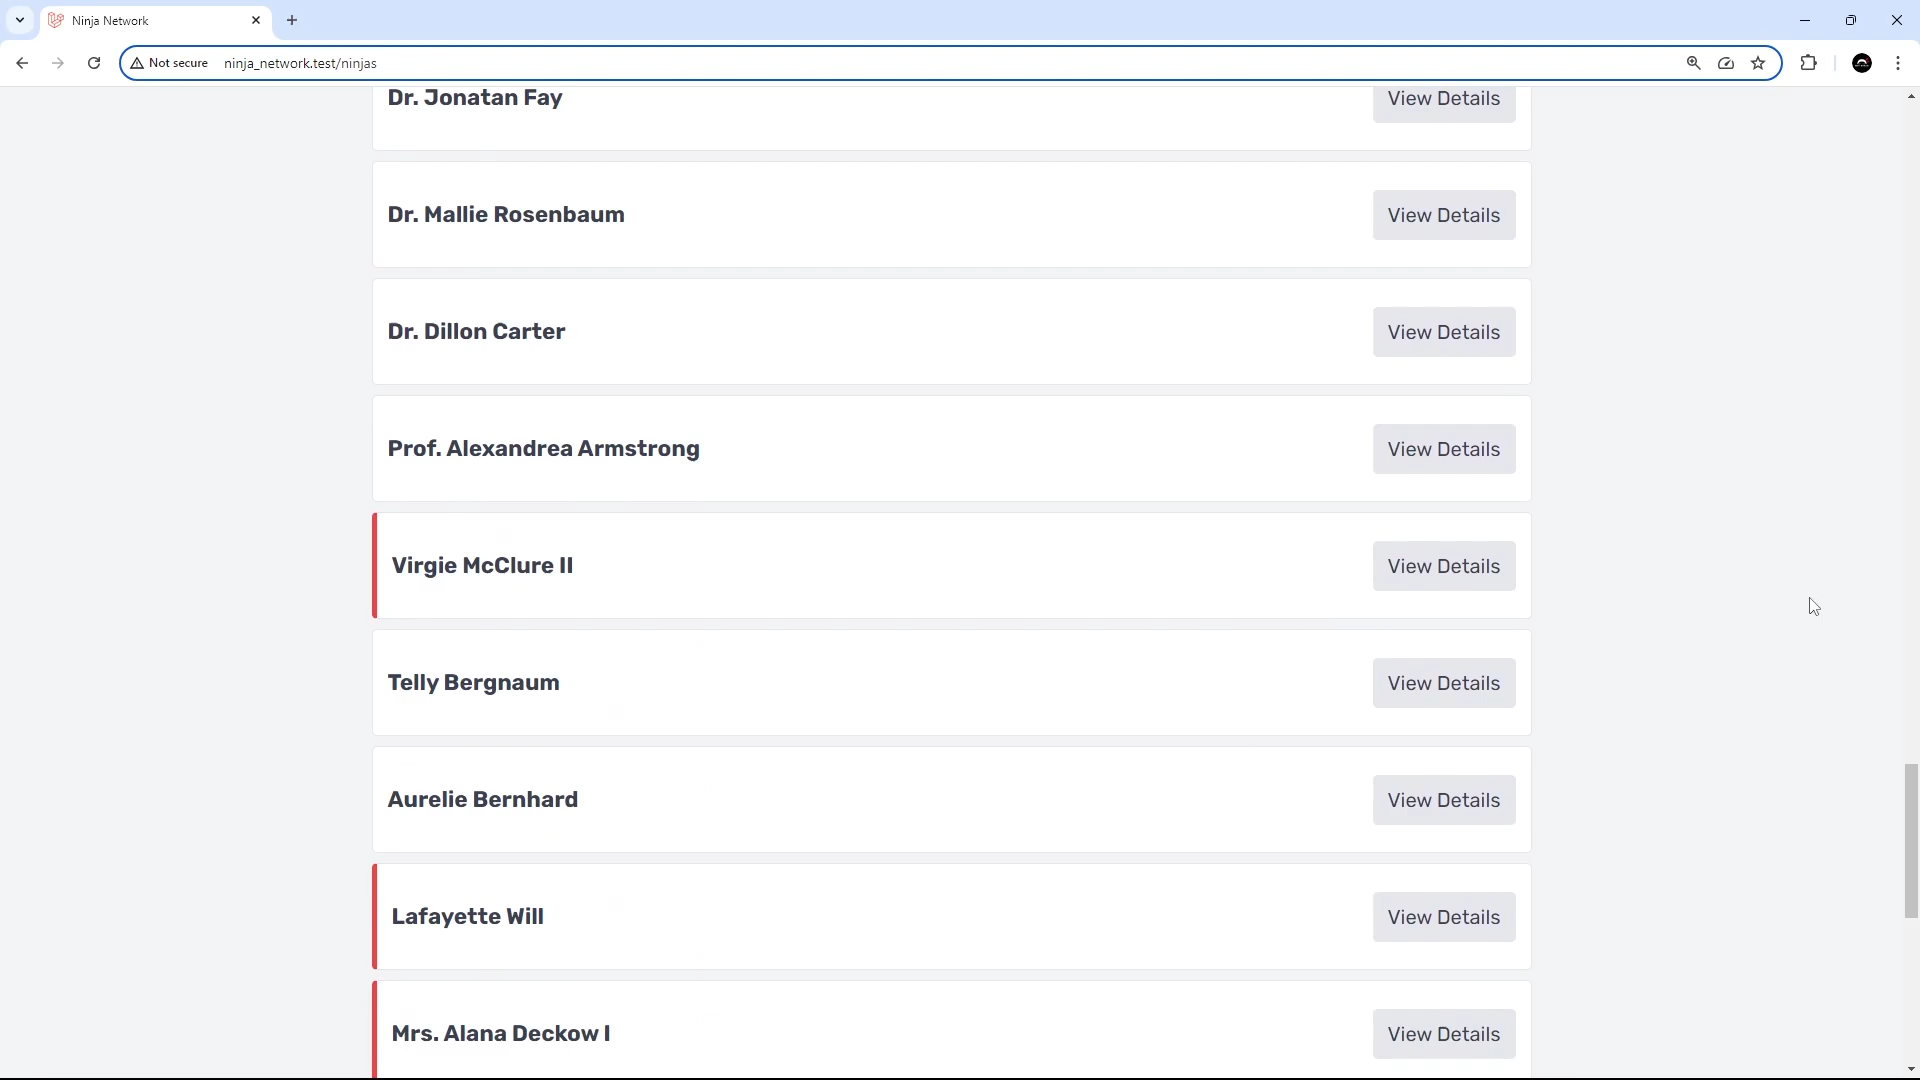 Ninja Network
Not secure
ninja_network.test/ninjas
Dr. Jonatan Fay
View Details
Dr. Mallie Rosenbaum
View Details
Dr. Dillon Carter
View Details
Prof. Alexandrea Armstrong
View Details
Virgie McClure II
View Details
Telly Bergnaum
View Details
Aurelie Bernhard
View Details
Lafayette Will
View Details
Mrs. Alana Deckow I
View Details